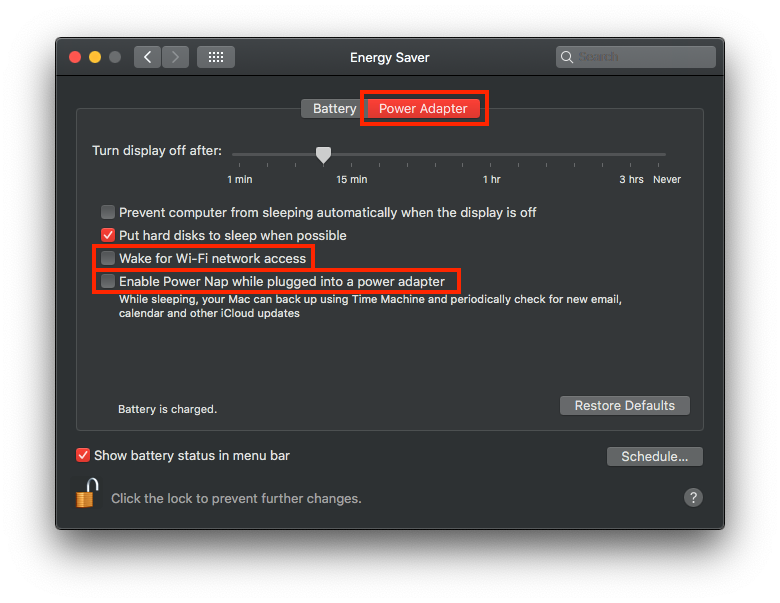 Energy Saver
Search
Battery
Power Adapter
Turn display off after:
1 min 15 min 1 hr 3 hrs Never
Prevent computer from sleeping automatically when the display is off
Put hard disks to sleep when possible
Wake for Wi-Fi network access
Enable Power Nap while plugged into a power adapter
While sleeping, your Mac can back up using Time Machine and periodically check for new email,
calendar and other iCloud updates
Battery is charged.
Restore Defaults
Show battery status in menu bar
Schedule...
Click the lock to prevent further changes.
?